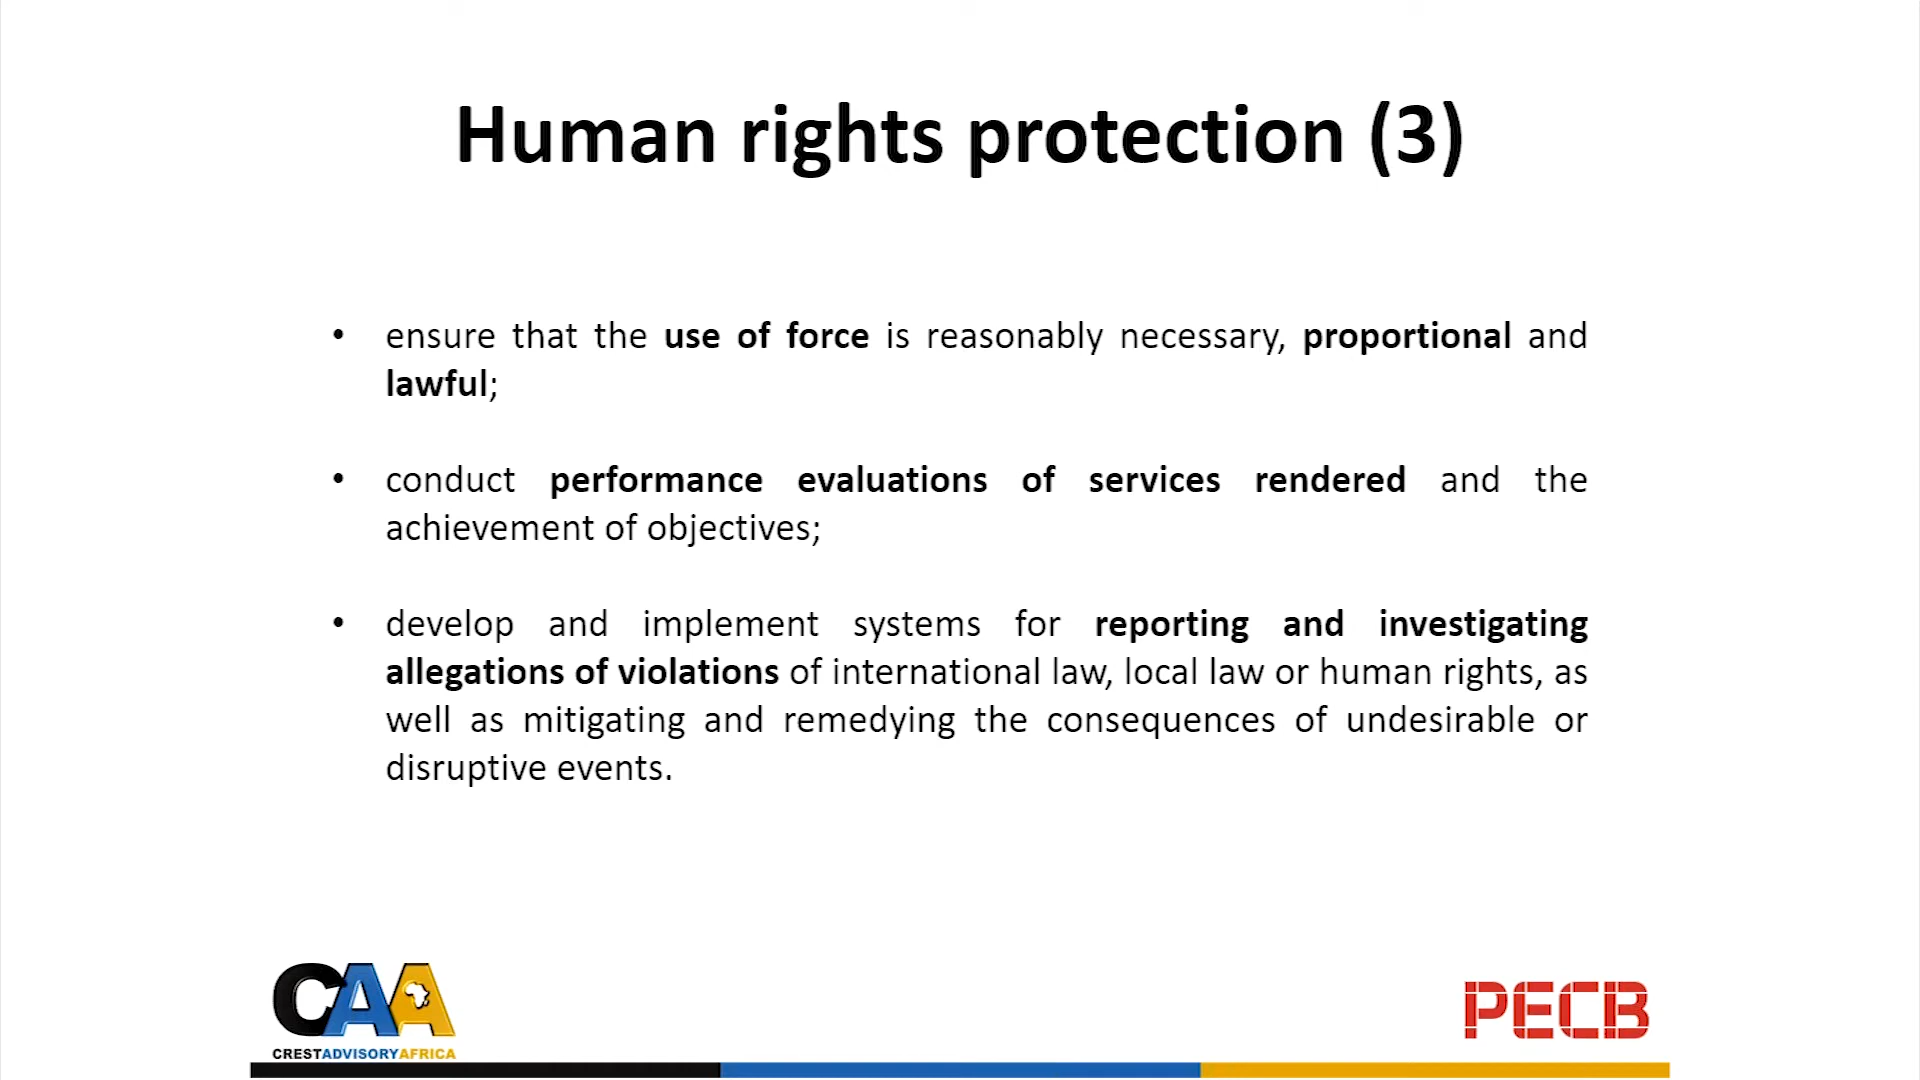 Human rights protection (3)
• ensure that the use of force is reasonably necessary, proportional and
lawful;
• conduct performance evaluations of services rendered and the
achievement of objectives;
• develop and implement systems for reporting and investigating
allegations of violations of international law, local law or human rights, as
well as mitigating and remedying the consequences of undesirable or
disruptive events.
CAA
CRESTADVISORYAFRICA
PECB